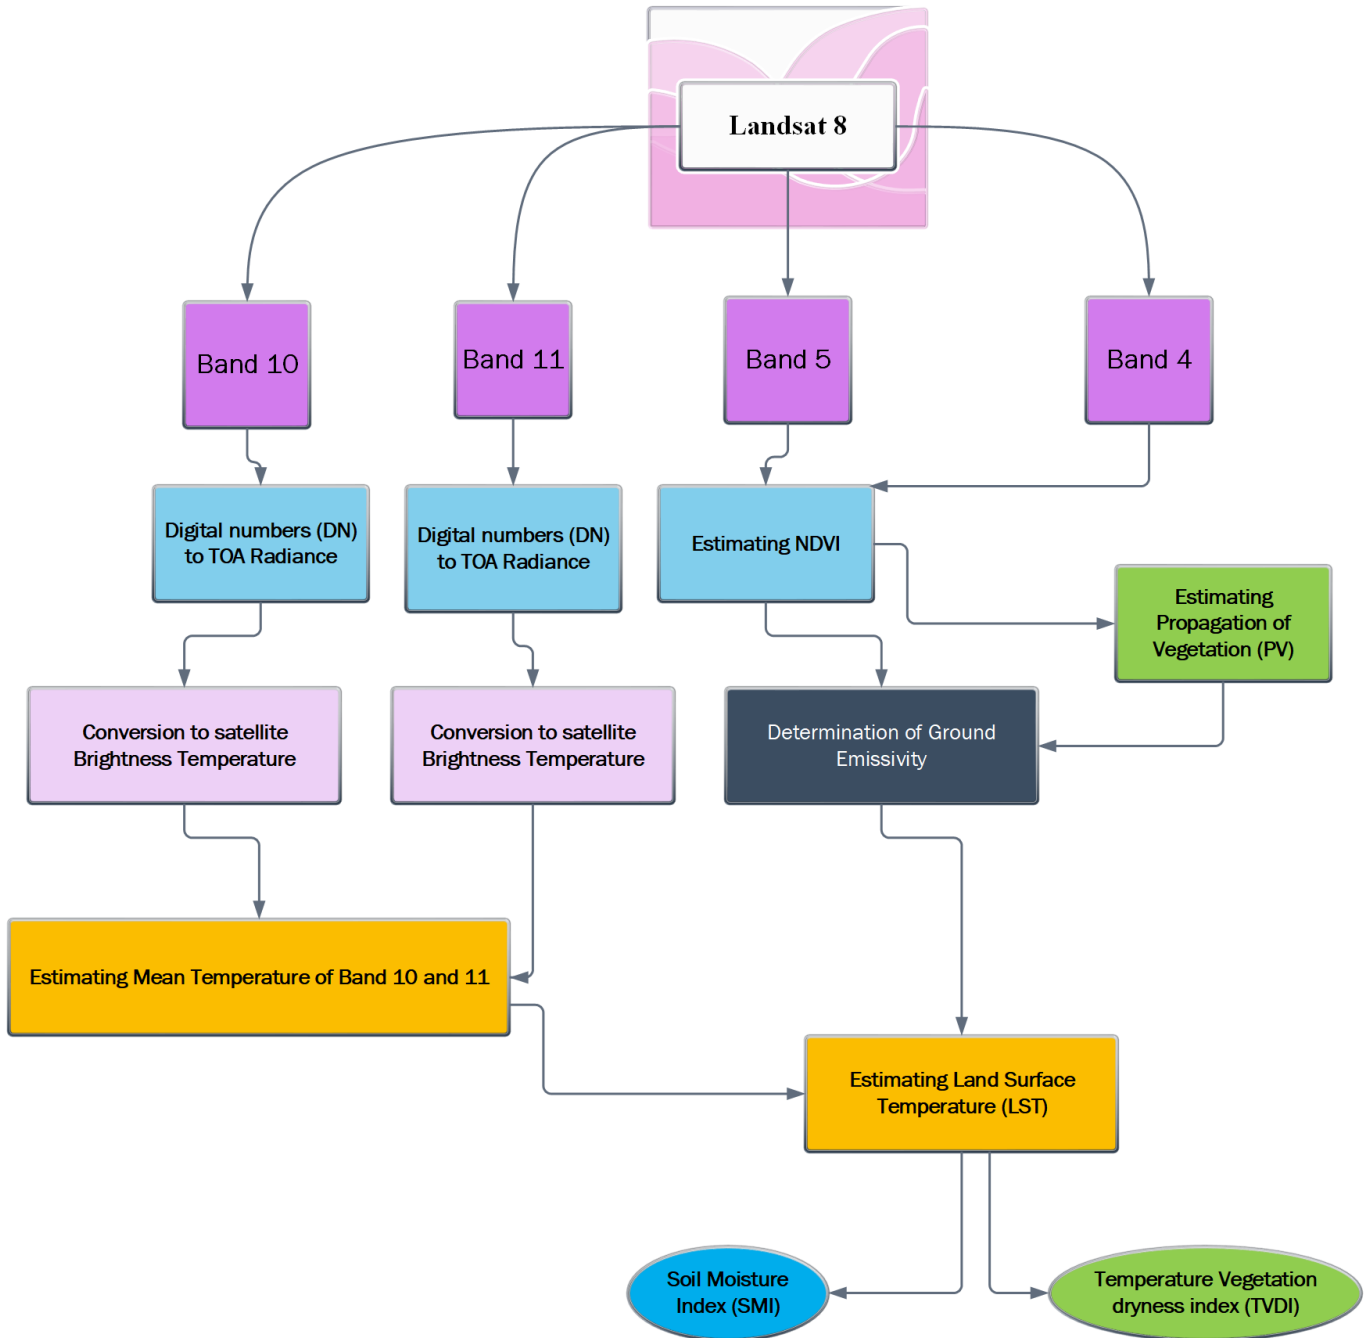 Landsat 8
Band 10
Band 11
Band 5
Band 4
Digital numbers (DN)
to TOA Radiance
Digital numbers (DN)
to TOA Radiance
Estimating NDVI
Estimating
Propagation of
Vegetation (PV)
Conversion to satellite
Brightness Temperature
Conversion to satellite
Brightness Temperature
Determination of Ground
Emissivity
Estimating Mean Temperature of Band 10 and 11
Estimating Land Surface
Temperature (LST)
Soil Moisture
Index (SMI)
Temperature Vegetation
dryness index (TVDI)